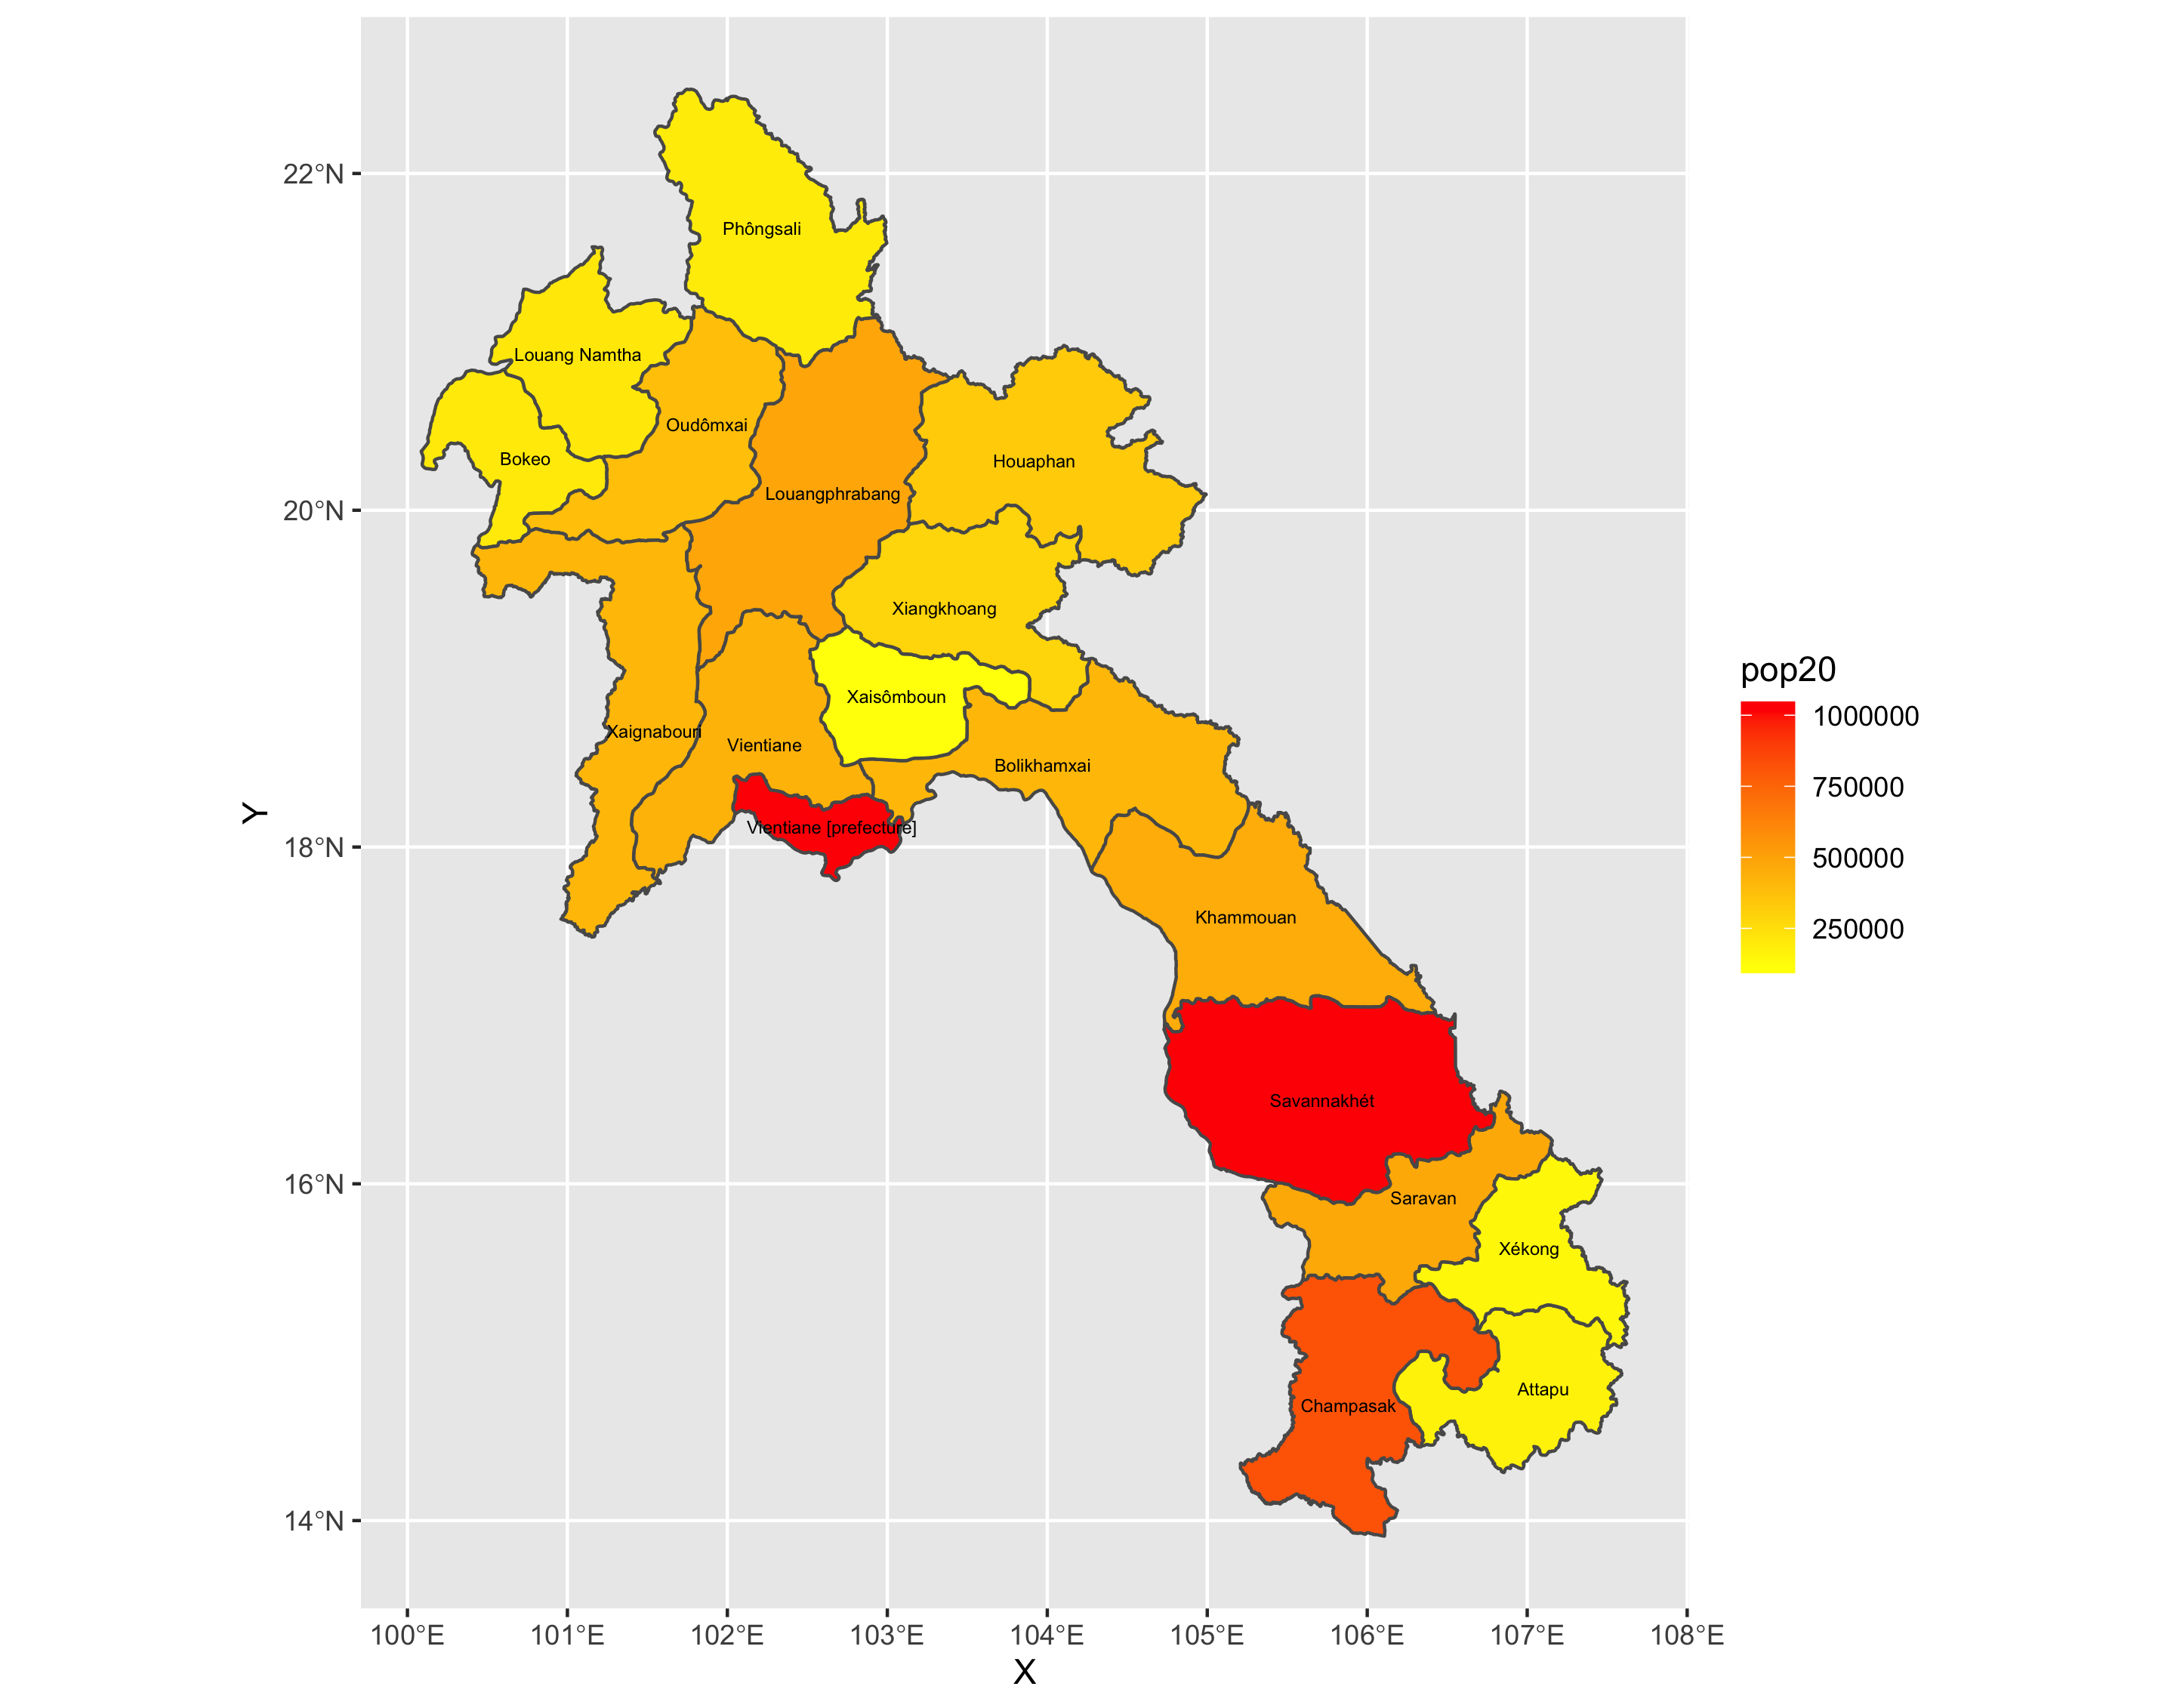 22°N
20°N
18°N
16°N
14°N
Y
Phôngsali
Louang Namtha
Oudômxai
Bokeo
Houaphan
Louangphrabang
Xiangkhoang
Xaisômboun
Xaignabouri
Vientiane
Bolikhamxai
Vientiane [prefecture]
Khammouan
Savannakhét
Saravan
Xékong
Attapu
Champasak
100°E 101°E 102°E 103°E 104°E 105°E 106°E 107°E 108°E
X
pop20
1000000
750000
500000
250000